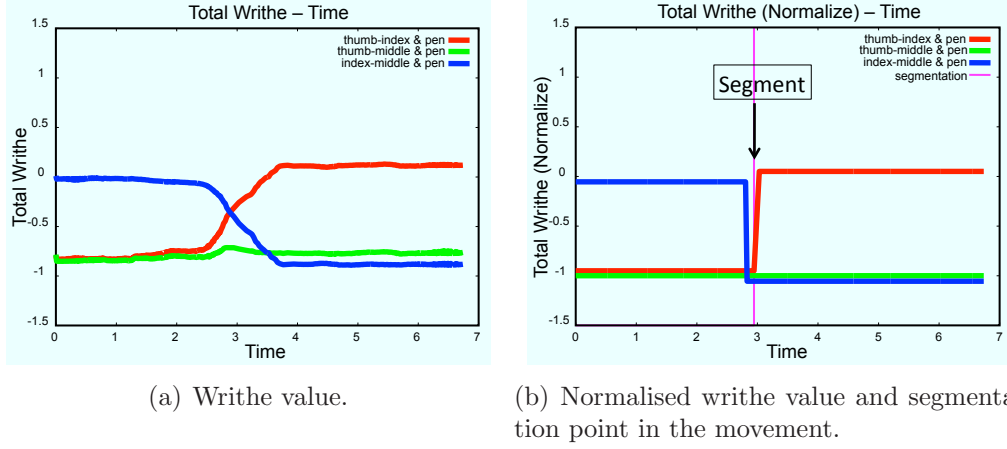 Total Writhe – Time
1.5
1
0.5
0
-0.5
-1
-1.5
Total Writhe
thumb-index & pen
thumb-middle & pen
index-middle & pen
0 1 2 3 4 5 6 7
Time
(a) Writhe value.
Total Writhe (Normalize) – Time
1.5
1
0.5
0
-0.5
-1
-1.5
Total Writhe (Normalize)
thumb-index & pen
thumb-middle & pen
index-middle & pen
segmentation
Segment
0 1 2 3 4 5 6 7
Time
(b) Normalised writhe value and segmenta-
tion point in the movement.